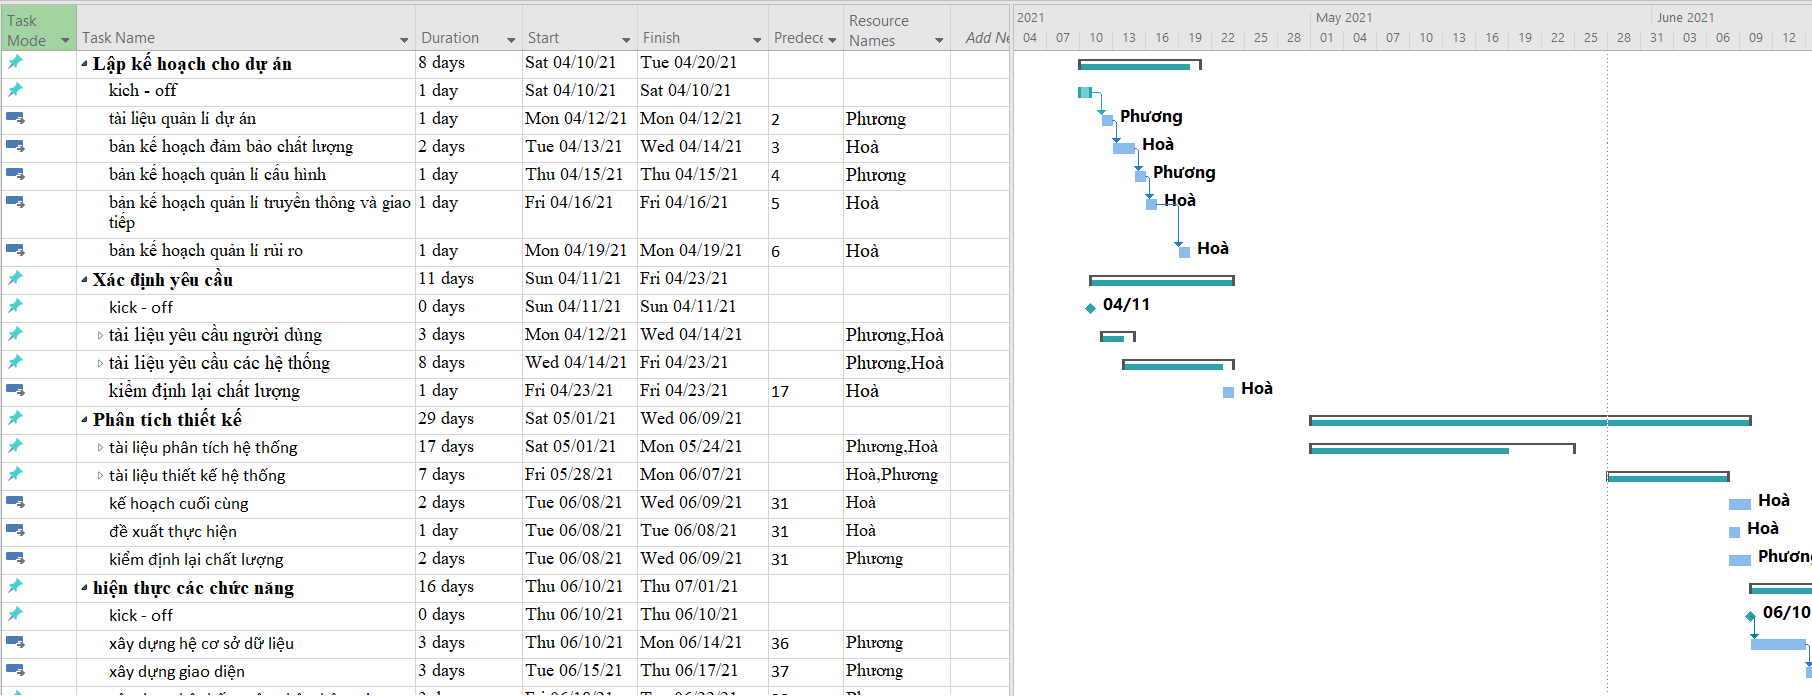 Task Mode Task Name Duration Start Finish Predece Resource Names Add Ne
Lập kế hoạch cho dự án 8 days Sat 04/10/21 Tue 04/20/21
kich - off 1 day Sat 04/10/21 Sat 04/10/21
tài liệu quản lí dự án 1 day Mon 04/12/21 Mon 04/12/21 2 Phương
bản kế hoạch đảm bảo chất lượng 2 days Tue 04/13/21 Wed 04/14/21 3 Hoà
bản kế hoạch quản lí cấu hình 1 day Thu 04/15/21 Thu 04/15/21 4 Phương
bản kế hoạch quản lí truyền thông và giao 1 day Fri 04/16/21 Fri 04/16/21 5 Hoà
tiếp
bản kế hoạch quản lí rủi ro 1 day Mon 04/19/21 Mon 04/19/21 6 Hoà
Xác định yêu cầu 11 days Sun 04/11/21 Fri 04/23/21
kick - off 0 days Sun 04/11/21 Sun 04/11/21
tài liệu yêu cầu người dùng 3 days Mon 04/12/21 Wed 04/14/21 Phương,Hoà
tài liệu yêu cầu các hệ thống 8 days Wed 04/14/21 Fri 04/23/21 Phương,Hoà
kiểm định lại chất lượng 1 day Fri 04/23/21 Fri 04/23/21 17 Hoà
Phân tích thiết kế 29 days Sat 05/01/21 Wed 06/09/21
tài liệu phân tích hệ thống 17 days Sat 05/01/21 Mon 05/24/21 Phương,Hoà
tài liệu thiết kế hệ thống 7 days Fri 05/28/21 Mon 06/07/21 Hoà,Phương
kế hoạch cuối cùng 2 days Tue 06/08/21 Wed 06/09/21 31 Hoà
đề xuất thực hiện 1 day Tue 06/08/21 Tue 06/08/21 31 Hoà
kiểm định lại chất lượng 2 days Tue 06/08/21 Wed 06/09/21 31 Phương
hiện thực các chức năng 16 days Thu 06/10/21 Thu 07/01/21
kick - off 0 days Thu 06/10/21 Thu 06/10/21
xây dựng hệ cơ sở dữ liệu 3 days Thu 06/10/21 Mon 06/14/21 36 Phương
xây dựng giao diện 3 days Tue 06/15/21 Thu 06/17/21 37 Phương
2021 May 2021 June 2021
04 07 10 13 16 19 22 25 28 01 04 07 10 13 16 19 22 25 28 31 03 06 09 12
Phương
Hoà
Phương
Hoà
Hoà
04/11
Hoà
Hoà
Hoà
Phương
06/10